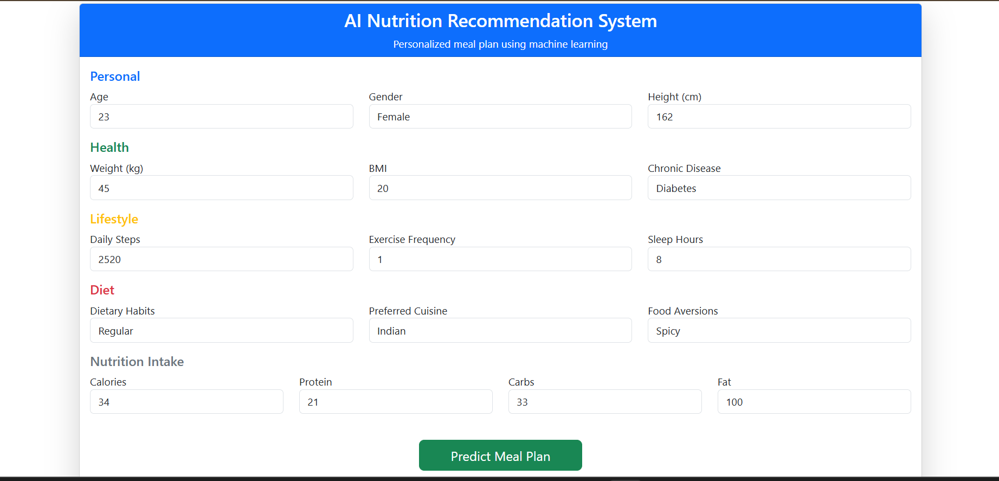 AI Nutrition Recommendation System
Personalized meal plan using machine learning
Personal
Age Gender Height (cm)
23 Female 162
Health
Weight (kg) BMI Chronic Disease
45 20 Diabetes
Lifestyle
Daily Steps Exercise Frequency Sleep Hours
2520 1 8
Diet
Dietary Habits Preferred Cuisine Food Aversions
Regular Indian Spicy
Nutrition Intake
Calories Protein Carbs Fat
34 21 33 100
Predict Meal Plan